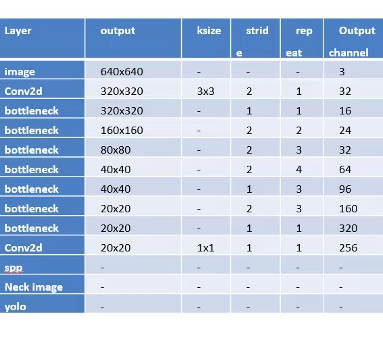 Layer output ksize strid rep Output
e eat channel
image 640x640 - - - 3
Conv2d 320x320 3x3 2 1 32
bottleneck 320x320 - 1 1 16
bottleneck 160x160 - 2 2 24
bottleneck 80x80 - 2 3 32
bottleneck 40x40 - 2 4 64
bottleneck 40x40 - 1 3 96
bottleneck 20x20 - 2 3 160
bottleneck 20x20 - 1 1 320
Conv2d 20x20 1x1 1 1 256
spp - - - - -
Neck image - - - - -
yolo - - - - -